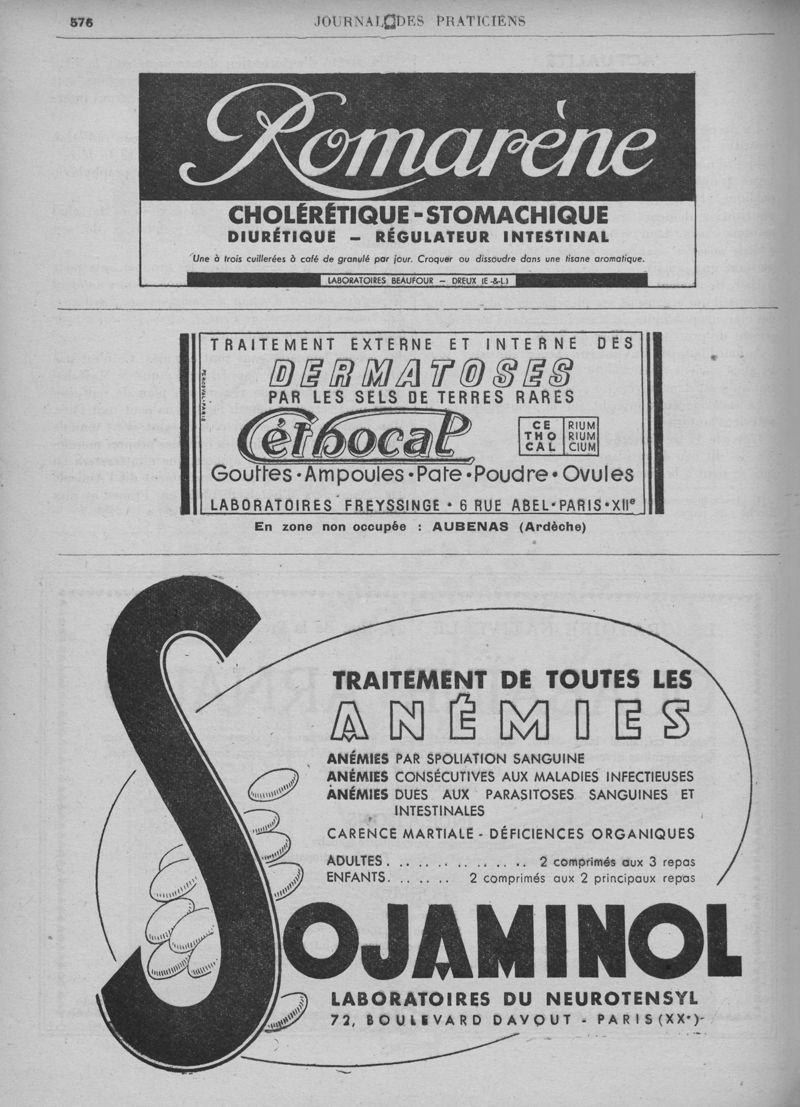 576
JOURNAL DES PRATICIENS
Romarène
CHOLÉRÉTIQUE-STOMACHIQUE
DIURÉTIQUE – RÉGULATEUR INTESTINAL
Une à trois cuillerées à café de granulé par jour. Croquer ou dissoudre dans une tisane aromatique.
LABORATOIRES BEAUFOUR – DREUX (E-&-L)
TRAITEMENT EXTERNE ET INTERNE DES
DERMATOSES
PAR LES SELS DE TERRES RARES
PERCEVAL-PARIS
Céthocal
CE RIUM
THO RIUM
CAL CIUM
Gouttes•Ampoules•Pate•Poudre•Ovules
LABORATOIRES FREYSSINGE • 6 RUE ABEL•PARIS•XIIe
En zone non occupée : AUBENAS (Ardèche)
TRAITEMENT DE TOUTES LES
ANÉMIES
ANÉMIES PAR SPOLIATION SANGUINE
ANÉMIES CONSÉCUTIVES AUX MALADIES INFECTIEUSES
ANÉMIES DUES AUX PARASITOSES SANGUINES ET
INTESTINALES
CARENCE MARTIALE - DÉFICIENCES ORGANIQUES
ADULTES . .. .. .. .. .. .. .. 2 comprimés aux 3 repas
ENFANTS. .. .. .. 2 comprimés aux 2 principaux repas
SOJAMINOL
LABORATOIRES DU NEUROTENSYL
72, BOULEVARD DAVOUT - PARIS (XXe)-